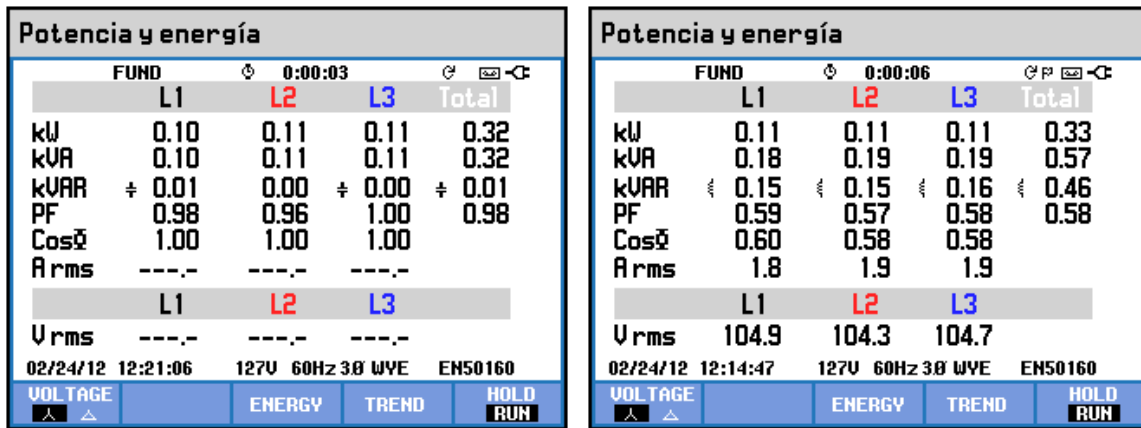 Potencia y energía
FUND 0:00:03
L1 L2 L3 Total
kW 0.10 0.11 0.11 0.32
kVA 0.10 0.11 0.11 0.32
kVAR 0.01 0.00 0.00 0.01
PF 0.98 0.96 1.00 0.98
CosΦ 1.00 1.00 1.00
A rms ---.- ---.- ---.-
L1 L2 L3
V rms ---.- ---.- ---.-
02/24/12 12:21:06 127V 60Hz 3Ø WYE EN50160
VOLTAGE ENERGY TREND HOLD
RUN
Potencia y energía
FUND 0:00:06
L1 L2 L3 Total
kW 0.11 0.11 0.11 0.33
kVA 0.18 0.19 0.19 0.57
kVAR 0.15 0.15 0.16 0.46
PF 0.59 0.57 0.58 0.58
CosΦ 0.60 0.58 0.58
A rms 1.8 1.9 1.9
L1 L2 L3
V rms 104.9 104.3 104.7
02/24/12 12:14:47 127V 60Hz 3Ø WYE EN50160
VOLTAGE ENERGY TREND HOLD
RUN